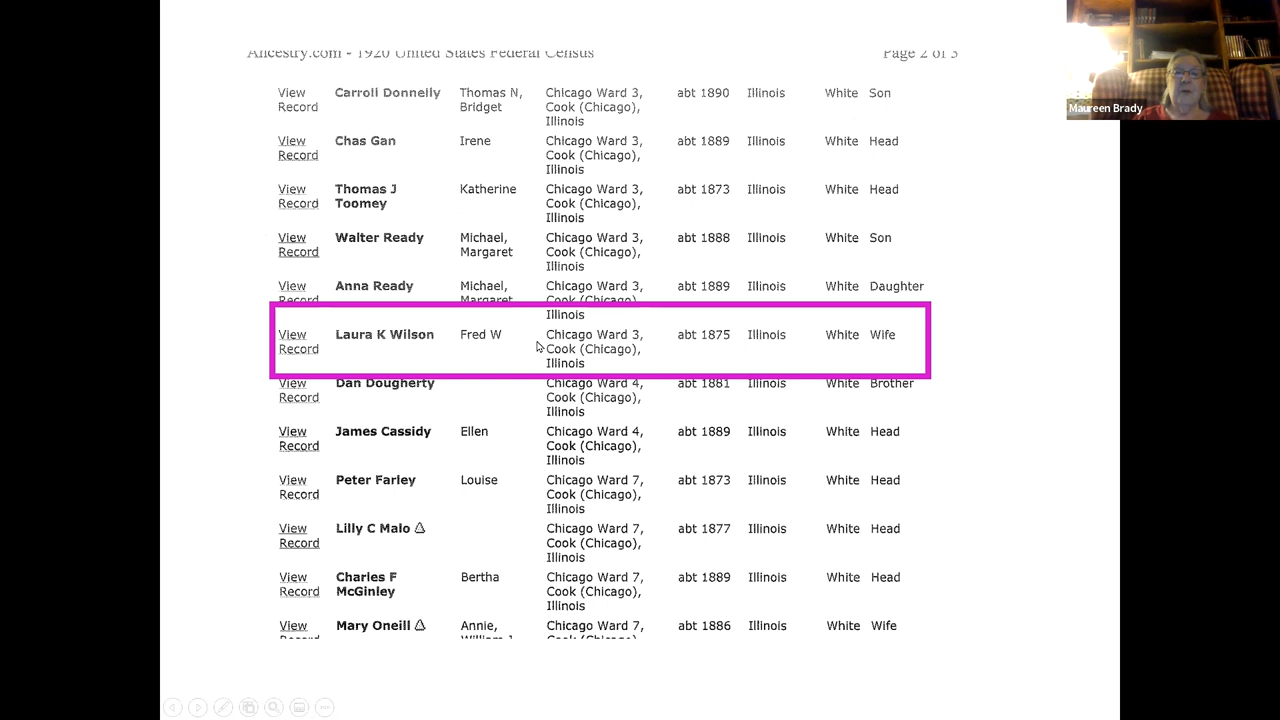 Ancestry.com - 1920 United States Federal Census Page 2 of 3
Maureen Brady
View Carroll Donnelly Thomas N, Chicago Ward 3, abt 1890 Illinois White Son
Record Bridget Cook (Chicago),
Illinois
View Chas Gan Irene Chicago Ward 3, abt 1889 Illinois White Head
Record Cook (Chicago),
Illinois
View Thomas J Katherine Chicago Ward 3, abt 1873 Illinois White Head
Record Toomey Cook (Chicago),
Illinois
View Walter Ready Michael, Chicago Ward 3, abt 1888 Illinois White Son
Record Margaret Cook (Chicago),
Illinois
View Anna Ready Michael, Chicago Ward 3, abt 1889 Illinois White Daughter
Record Margaret Cook (Chicago),
Illinois
View Laura K Wilson Fred W Chicago Ward 3, abt 1875 Illinois White Wife
Record Cook (Chicago),
Illinois
View Dan Dougherty Chicago Ward 4, abt 1881 Illinois White Brother
Record Cook (Chicago),
Illinois
View James Cassidy Ellen Chicago Ward 4, abt 1889 Illinois White Head
Record Cook (Chicago),
Illinois
View Peter Farley Louise Chicago Ward 7, abt 1873 Illinois White Head
Record Cook (Chicago),
Illinois
View Lilly C Malo Chicago Ward 7, abt 1877 Illinois White Head
Record Cook (Chicago),
Illinois
View Charles F Bertha Chicago Ward 7, abt 1889 Illinois White Head
Record McGinley Cook (Chicago),
Illinois
View Mary Oneill Annie, Chicago Ward 7, abt 1886 Illinois White Wife
Record William J Cook (Chicago),